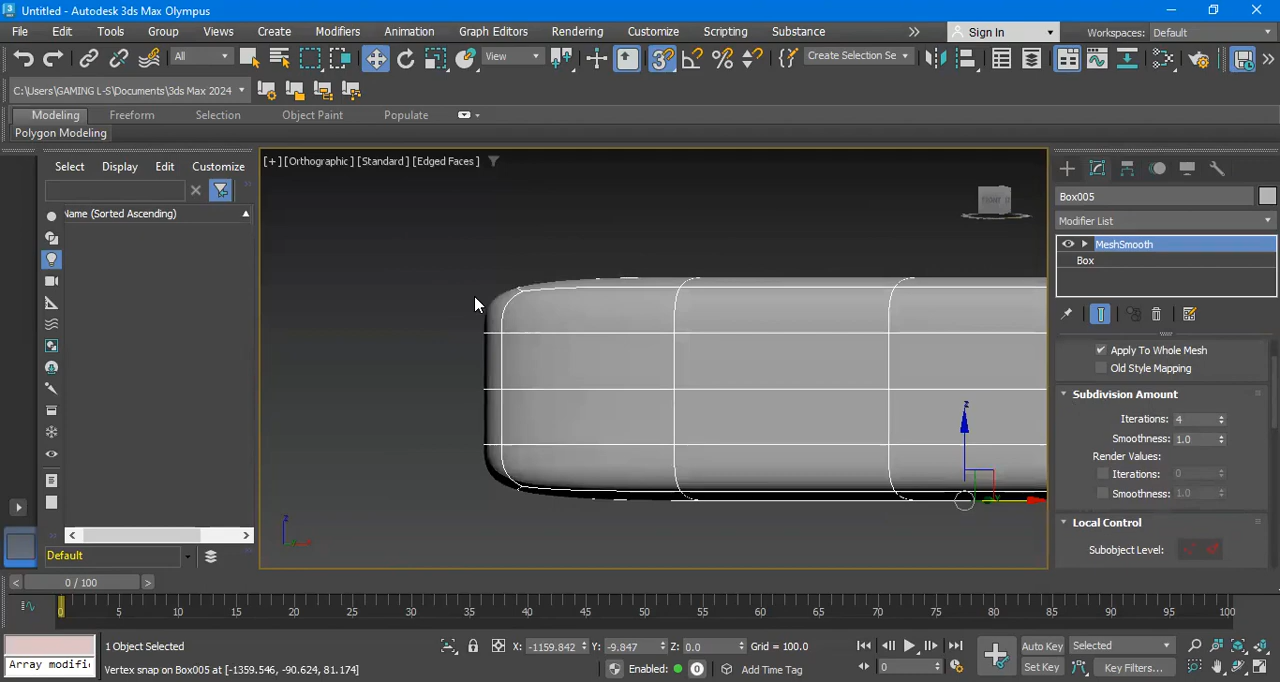 Untitled - Autodesk 3ds Max Olympus
File Edit Tools Group Views Create Modifiers Animation Graph Editors Rendering Customize Scripting Substance Sign In Workspaces: Default
All View Create Selection Se
C:\Users\GAMING L-S\Documents\3ds Max 2024
Modeling Freeform Selection Object Paint Populate
Polygon Modeling
Select Display Edit Customize
[+] [Orthographic] [Standard] [Edged Faces]
Name (Sorted Ascending)
Box005
Modifier List
MeshSmooth
Box
Apply To Whole Mesh
Old Style Mapping
Subdivision Amount
Iterations: 4
Smoothness: 1.0
Render Values:
Iterations: 0
Smoothness: 1.0
Local Control
Subobject Level:
z
y
z
Default
0 / 100
0 5 10 15 20 25 30 35 40 45 50 55 60 65 70 75 80 85 90 95 100
1 Object Selected X: -1159.842 Y: -9.847 Z: 0.0 Grid = 100.0 Auto Key Selected
Array modifi
Vertex snap on Box005 at [-1359.546, -90.624, 81.174] Enabled: 0 Add Time Tag 0 Set Key Key Filters...